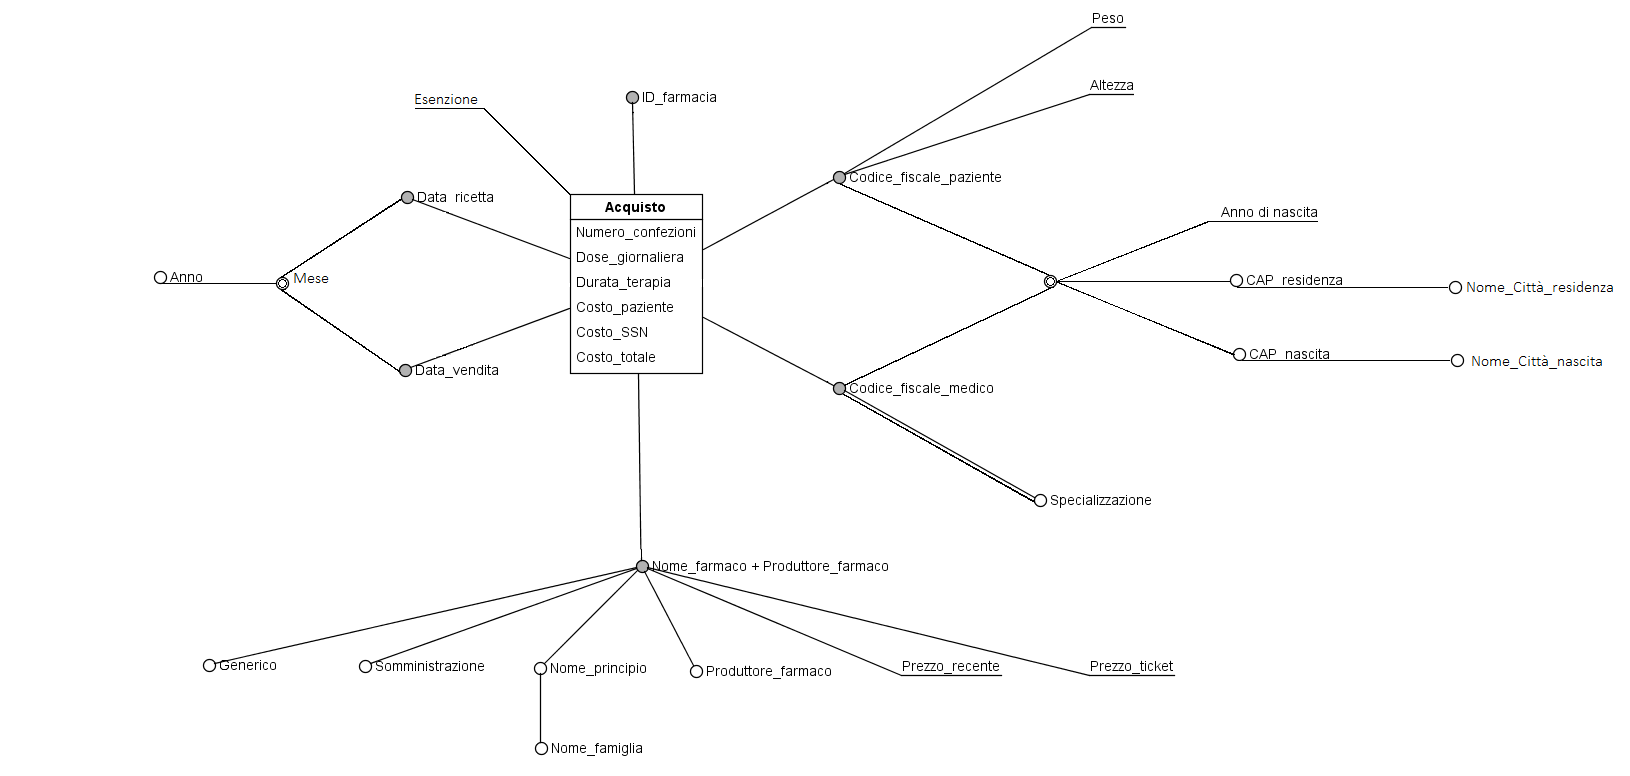 Peso
Altezza
Esenzione
ID_farmacia
Codice_fiscale_paziente
Data_ricetta
Acquisto
Anno di nascita
Numero_confezioni
Dose_giornaliera
Anno
Mese
Durata_terapia
CAP_residenza
Nome_Città_residenza
Costo_paziente
Costo_SSN
Costo_totale
CAP_nascita
Nome_Città_nascita
Data_vendita
Codice_fiscale_medico
Specializzazione
Nome_farmaco + Produttore_farmaco
Generico
Somministrazione
Nome_principio
Produttore_farmaco
Prezzo_recente
Prezzo_ticket
Nome_famiglia